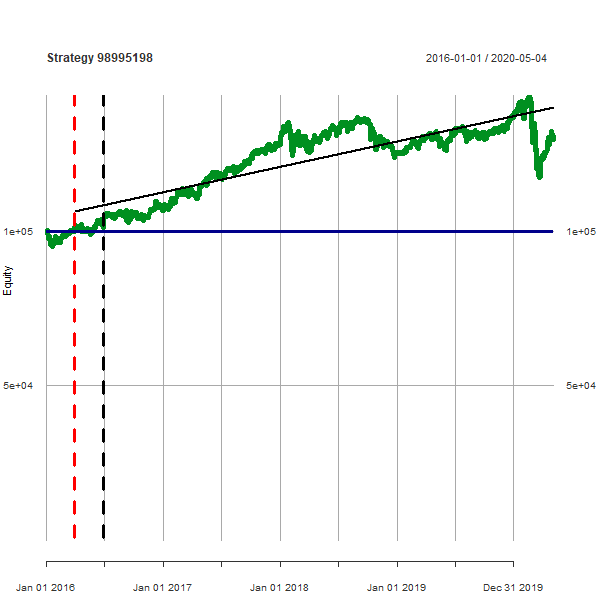 Strategy 98995198
2016-01-01 / 2020-05-04
1e+05
1e+05
Equity
5e+04
5e+04
Jan 01 2016
Jan 01 2017
Jan 01 2018
Jan 01 2019
Dec 31 2019